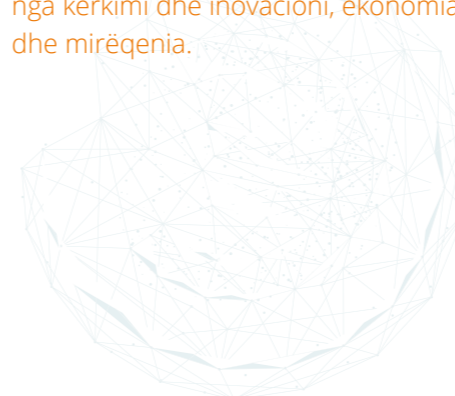 nga kërkimi dhe inovacioni, ekonomia
dhe mirëqenia.